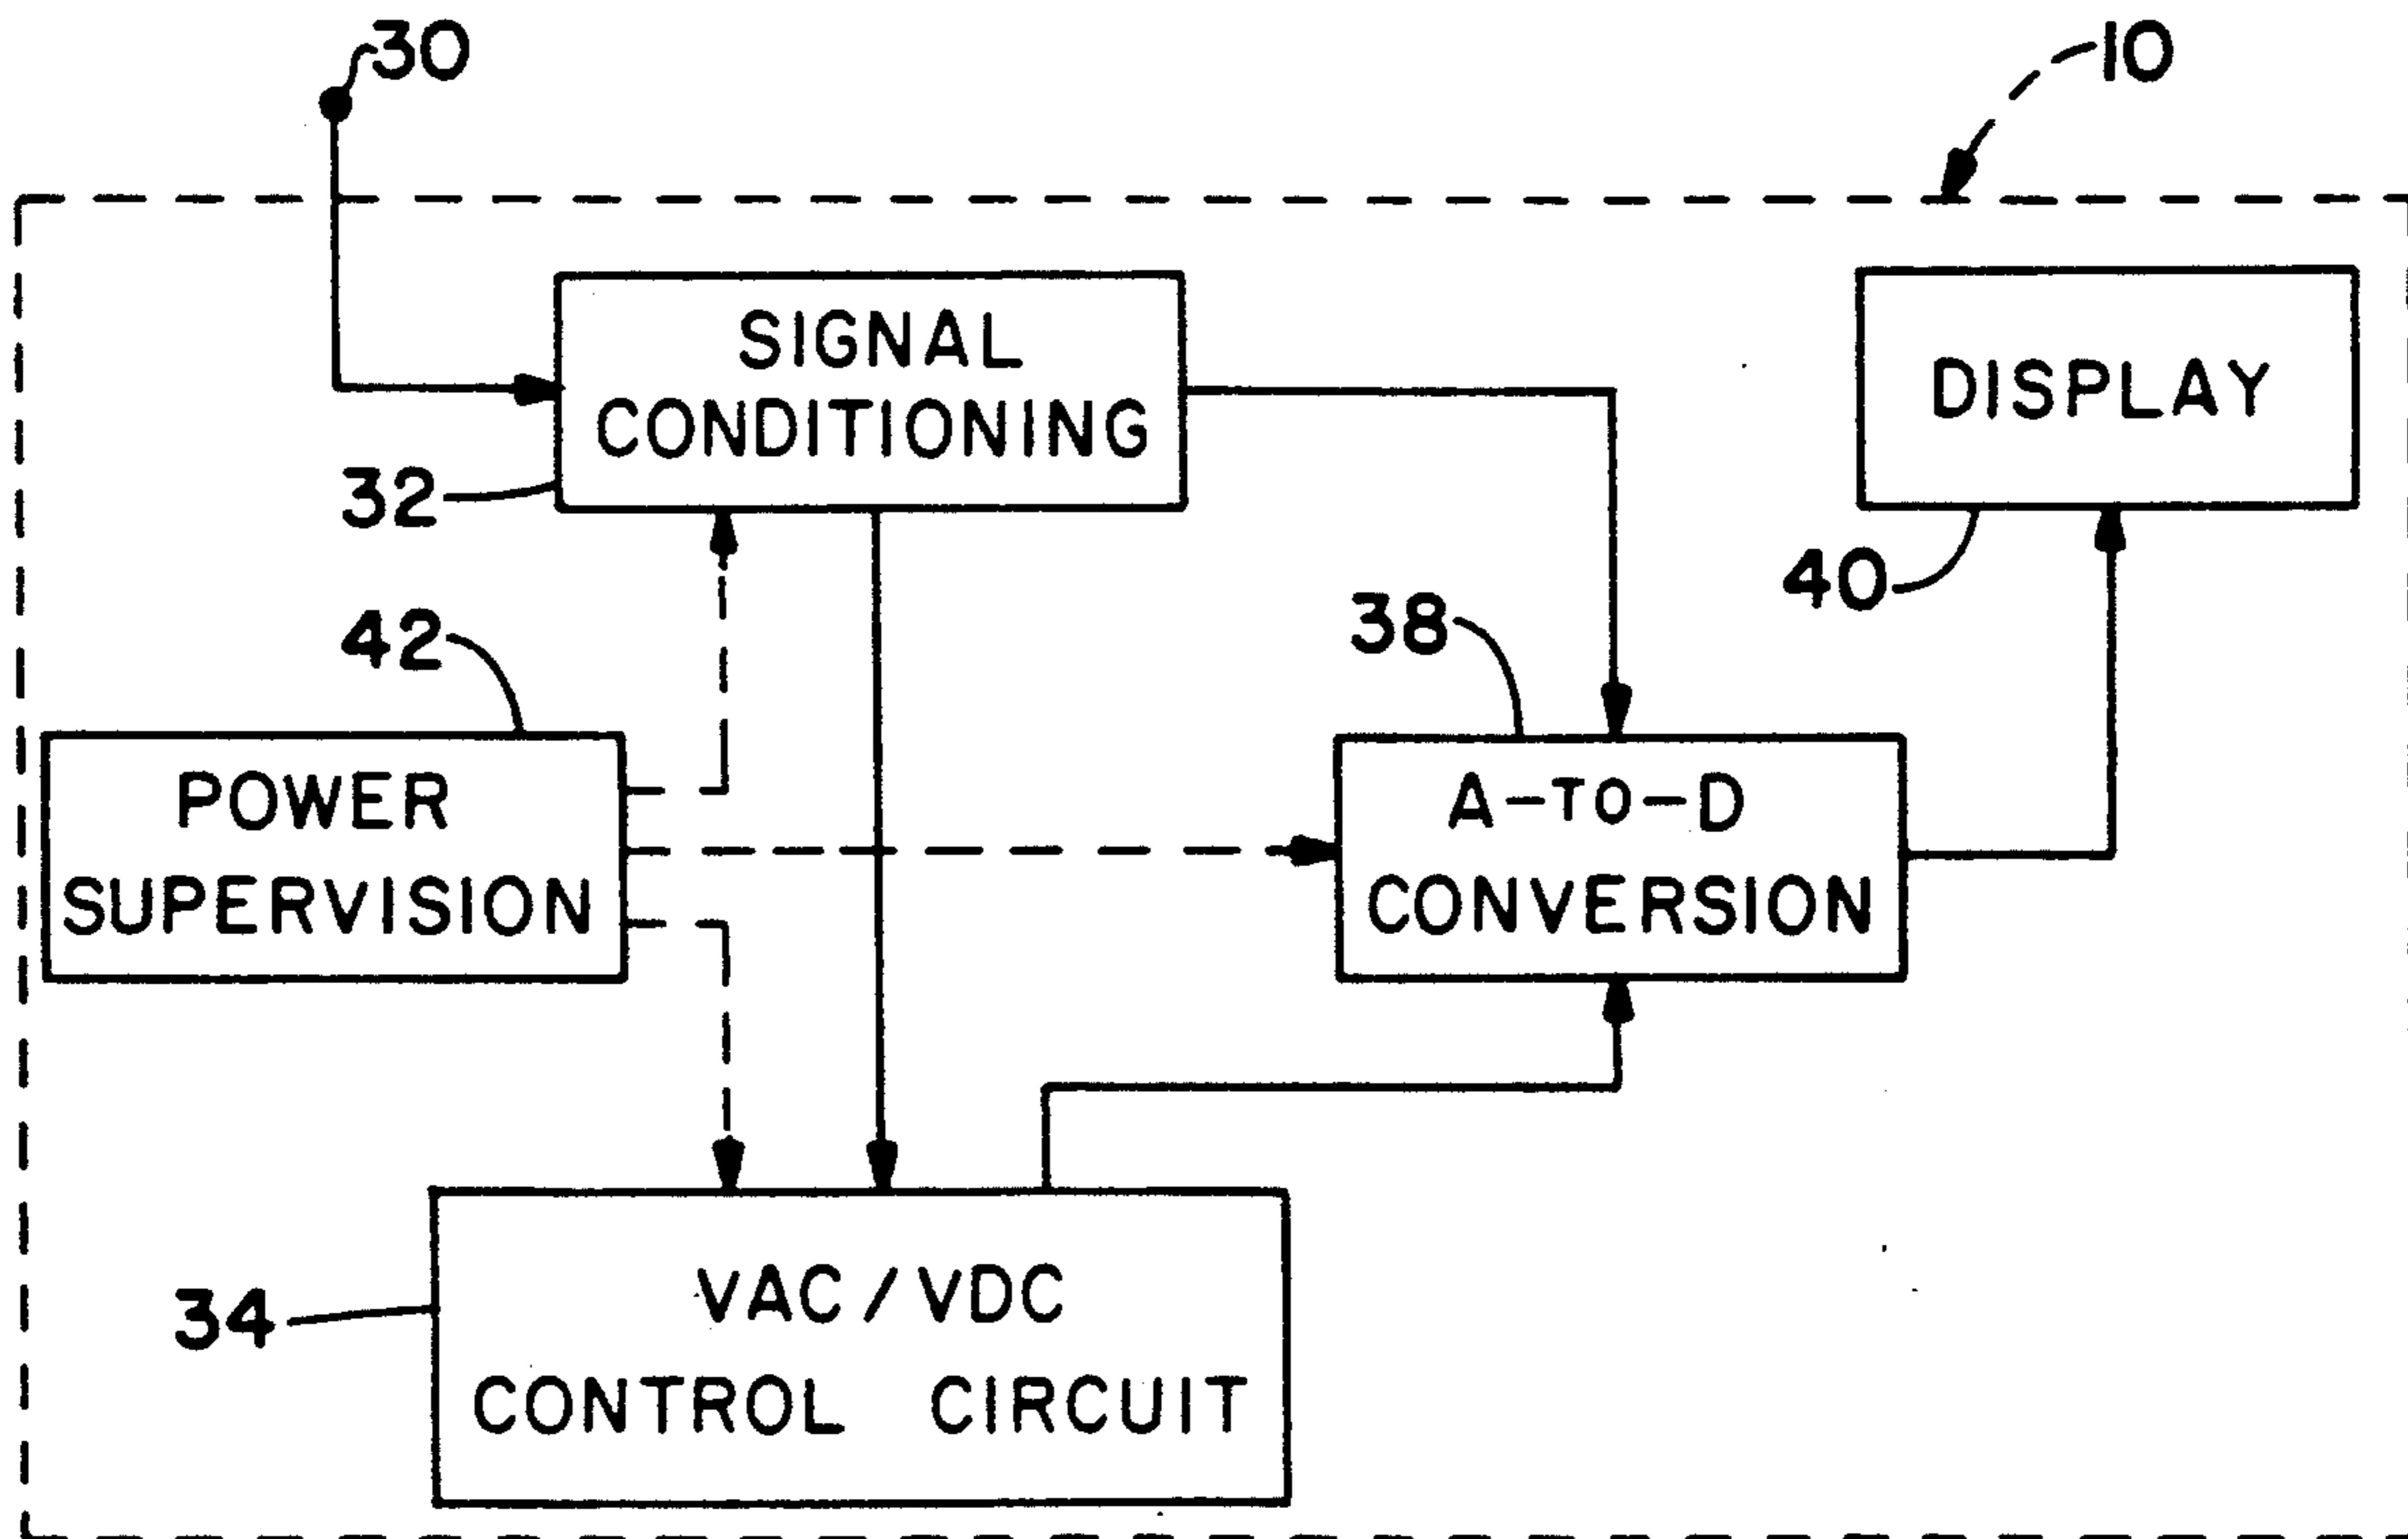 30
10
SIGNAL
CONDITIONING
32
DISPLAY
40
38
42
POWER
SUPERVISION
A-TO-D
CONVERSION
34
VAC/VDC
CONTROL CIRCUIT